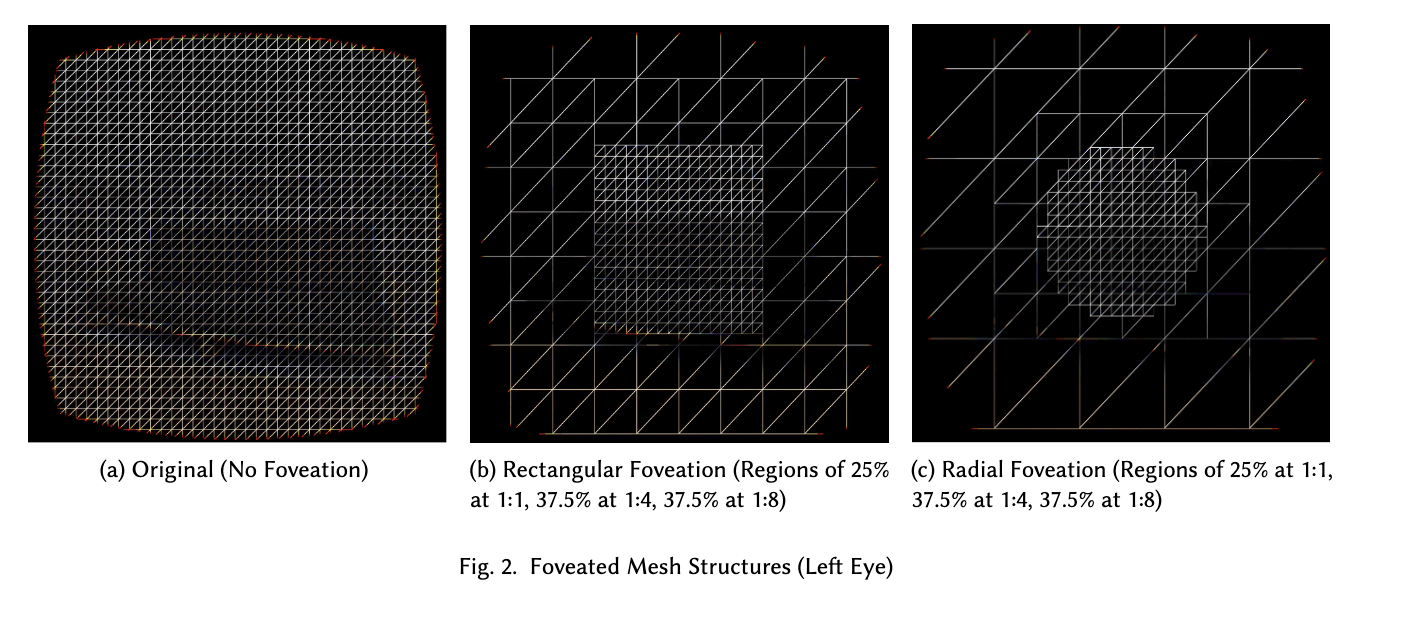 (a) Original (No Foveation)
(b) Rectangular Foveation (Regions of 25%
at 1:1, 37.5% at 1:4, 37.5% at 1:8)
(c) Radial Foveation (Regions of 25% at 1:1,
37.5% at 1:4, 37.5% at 1:8)
Fig. 2. Foveated Mesh Structures (Left Eye)